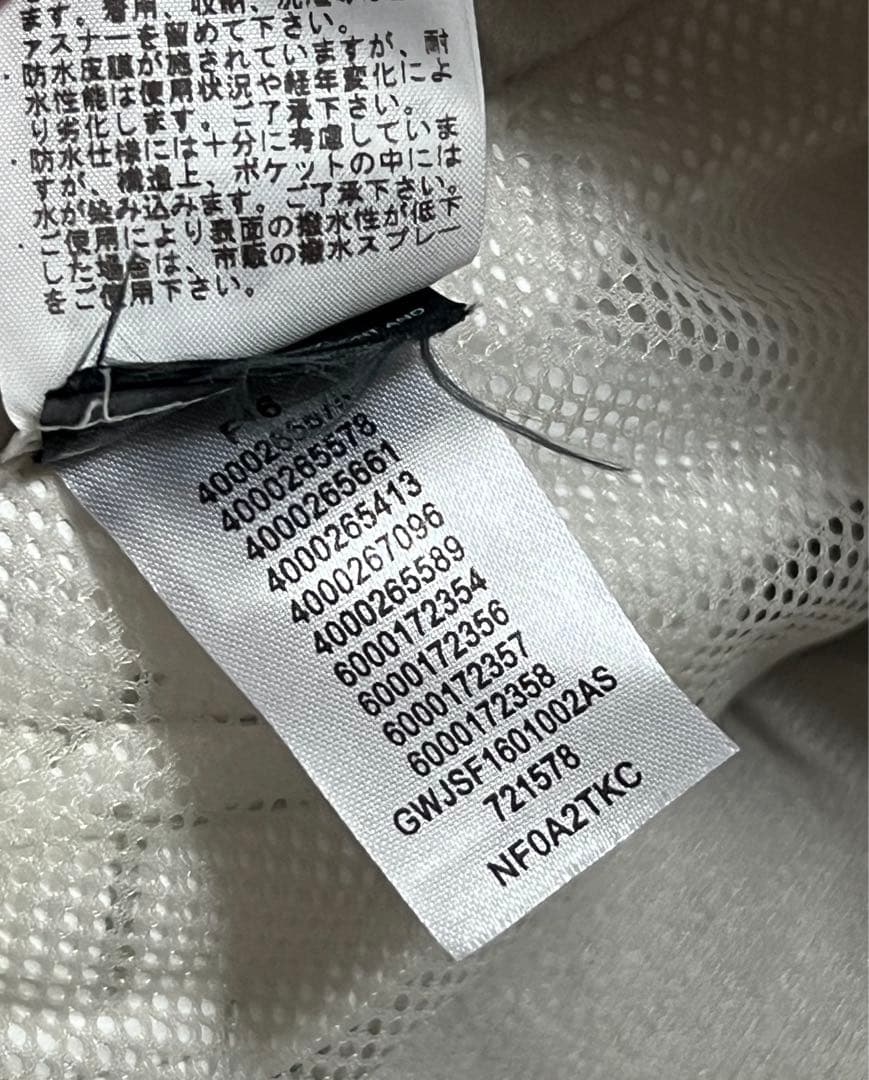 す。着用、収納、洗濯
ァスナーを留めて下さい。
・防水皮膜が施されていますが、耐
水性能は使用状況や経年変化によ
り劣化します。ご了承下さい。
・防水仕様には十分に考慮していま
すが、構造上、ポケットの中には
水が染み込みます。ご了承下さい。
ご使用により表面の撥水性が低下
した場合は、市販の撥水スプレー
をご使用下さい。
4000265578
4000265661
4000265413
4000267096
4000265589
6000172354
6000172356
6000172357
6000172358
GWJSF1601002AS
721578
NF0A2TKC